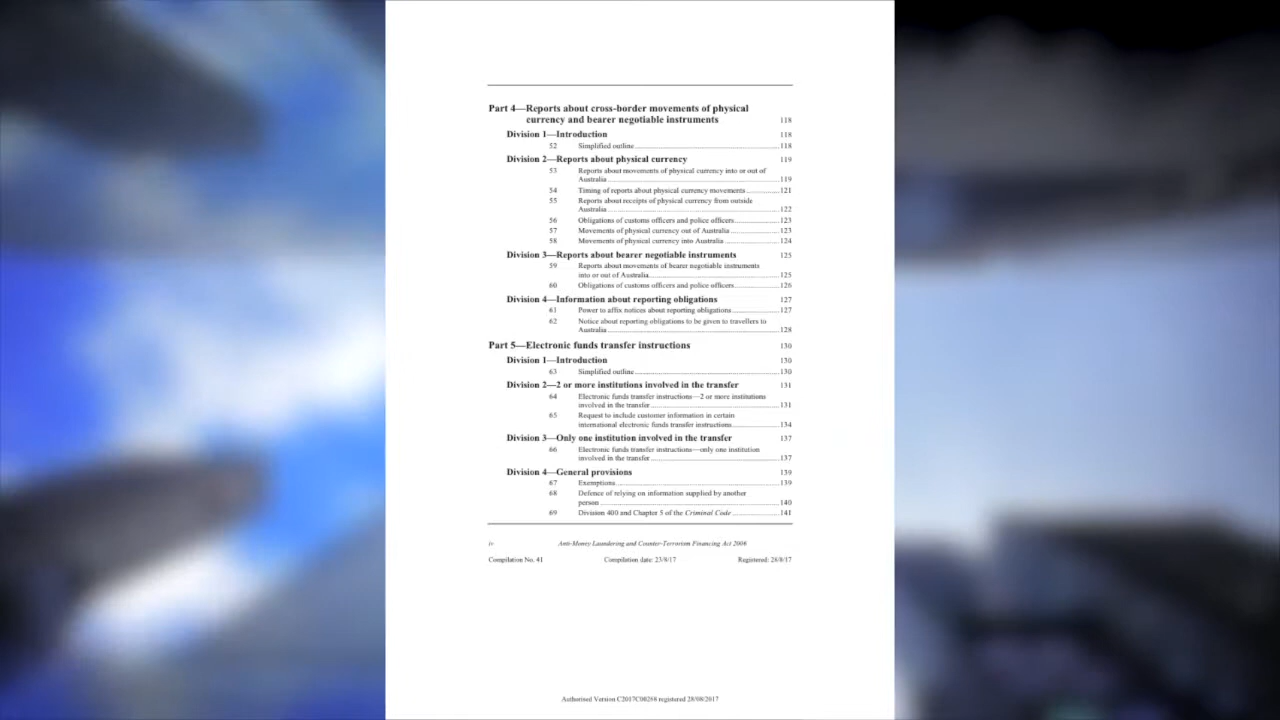 Part 4—Reports about cross-border movements of physical
currency and bearer negotiable instruments 118
Division 1—Introduction 118
52 Simplified outline ........................................................118
Division 2—Reports about physical currency 119
53 Reports about movements of physical currency into or out of
Australia ....................................................................119
54 Timing of reports about physical currency movements ..............121
55 Reports about receipts of physical currency from outside
Australia ....................................................................122
56 Obligations of customs officers and police officers...................123
57 Movements of physical currency out of Australia ....................123
58 Movements of physical currency into Australia ......................124
Division 3—Reports about bearer negotiable instruments 125
59 Reports about movements of bearer negotiable instruments
into or out of Australia....................................................125
60 Obligations of customs officers and police officers...................126
Division 4—Information about reporting obligations 127
61 Power to affix notices about reporting obligations ....................127
62 Notice about reporting obligations to be given to travellers to
Australia ....................................................................128
Part 5—Electronic funds transfer instructions 130
Division 1—Introduction 130
63 Simplified outline ........................................................130
Division 2—2 or more institutions involved in the transfer 131
64 Electronic funds transfer instructions—2 or more institutions
involved in the transfer ...................................................131
65 Request to include customer information in certain
international electronic funds transfer instructions....................134
Division 3—Only one institution involved in the transfer 137
66 Electronic funds transfer instructions—only one institution
involved in the transfer ...................................................137
Division 4—General provisions 139
67 Exemptions................................................................139
68 Defence of relying on information supplied by another
person .......................................................................140
69 Division 400 and Chapter 5 of the Criminal Code ....................141
iv Anti-Money Laundering and Counter-Terrorism Financing Act 2006
Compilation No. 41 Compilation date: 23/8/17 Registered: 28/8/17
Authorised Version C2017C00268 registered 28/08/2017